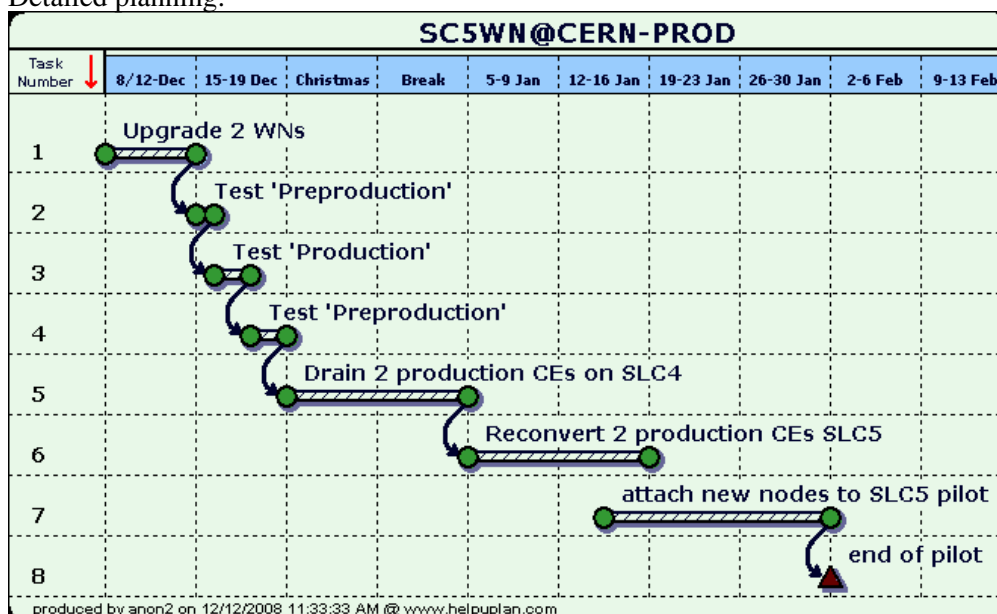 Detailed planning:
SC5WN@CERN-PROD
Task Number 8/12-Dec 15-19 Dec Christmas Break 5-9 Jan 12-16 Jan 19-23 Jan 26-30 Jan 2-6 Feb 9-13 Feb
1 Upgrade 2 WNs
2 Test 'Preproduction'
3 Test 'Production'
4 Test 'Preproduction'
5 Drain 2 production CEs on SLC4
6 Reconvert 2 production CEs SLC5
7 attach new nodes to SLC5 pilot
8 end of pilot
produced by anon2 on 12/12/2008 11:33:33 AM @ www.helpuplan.com